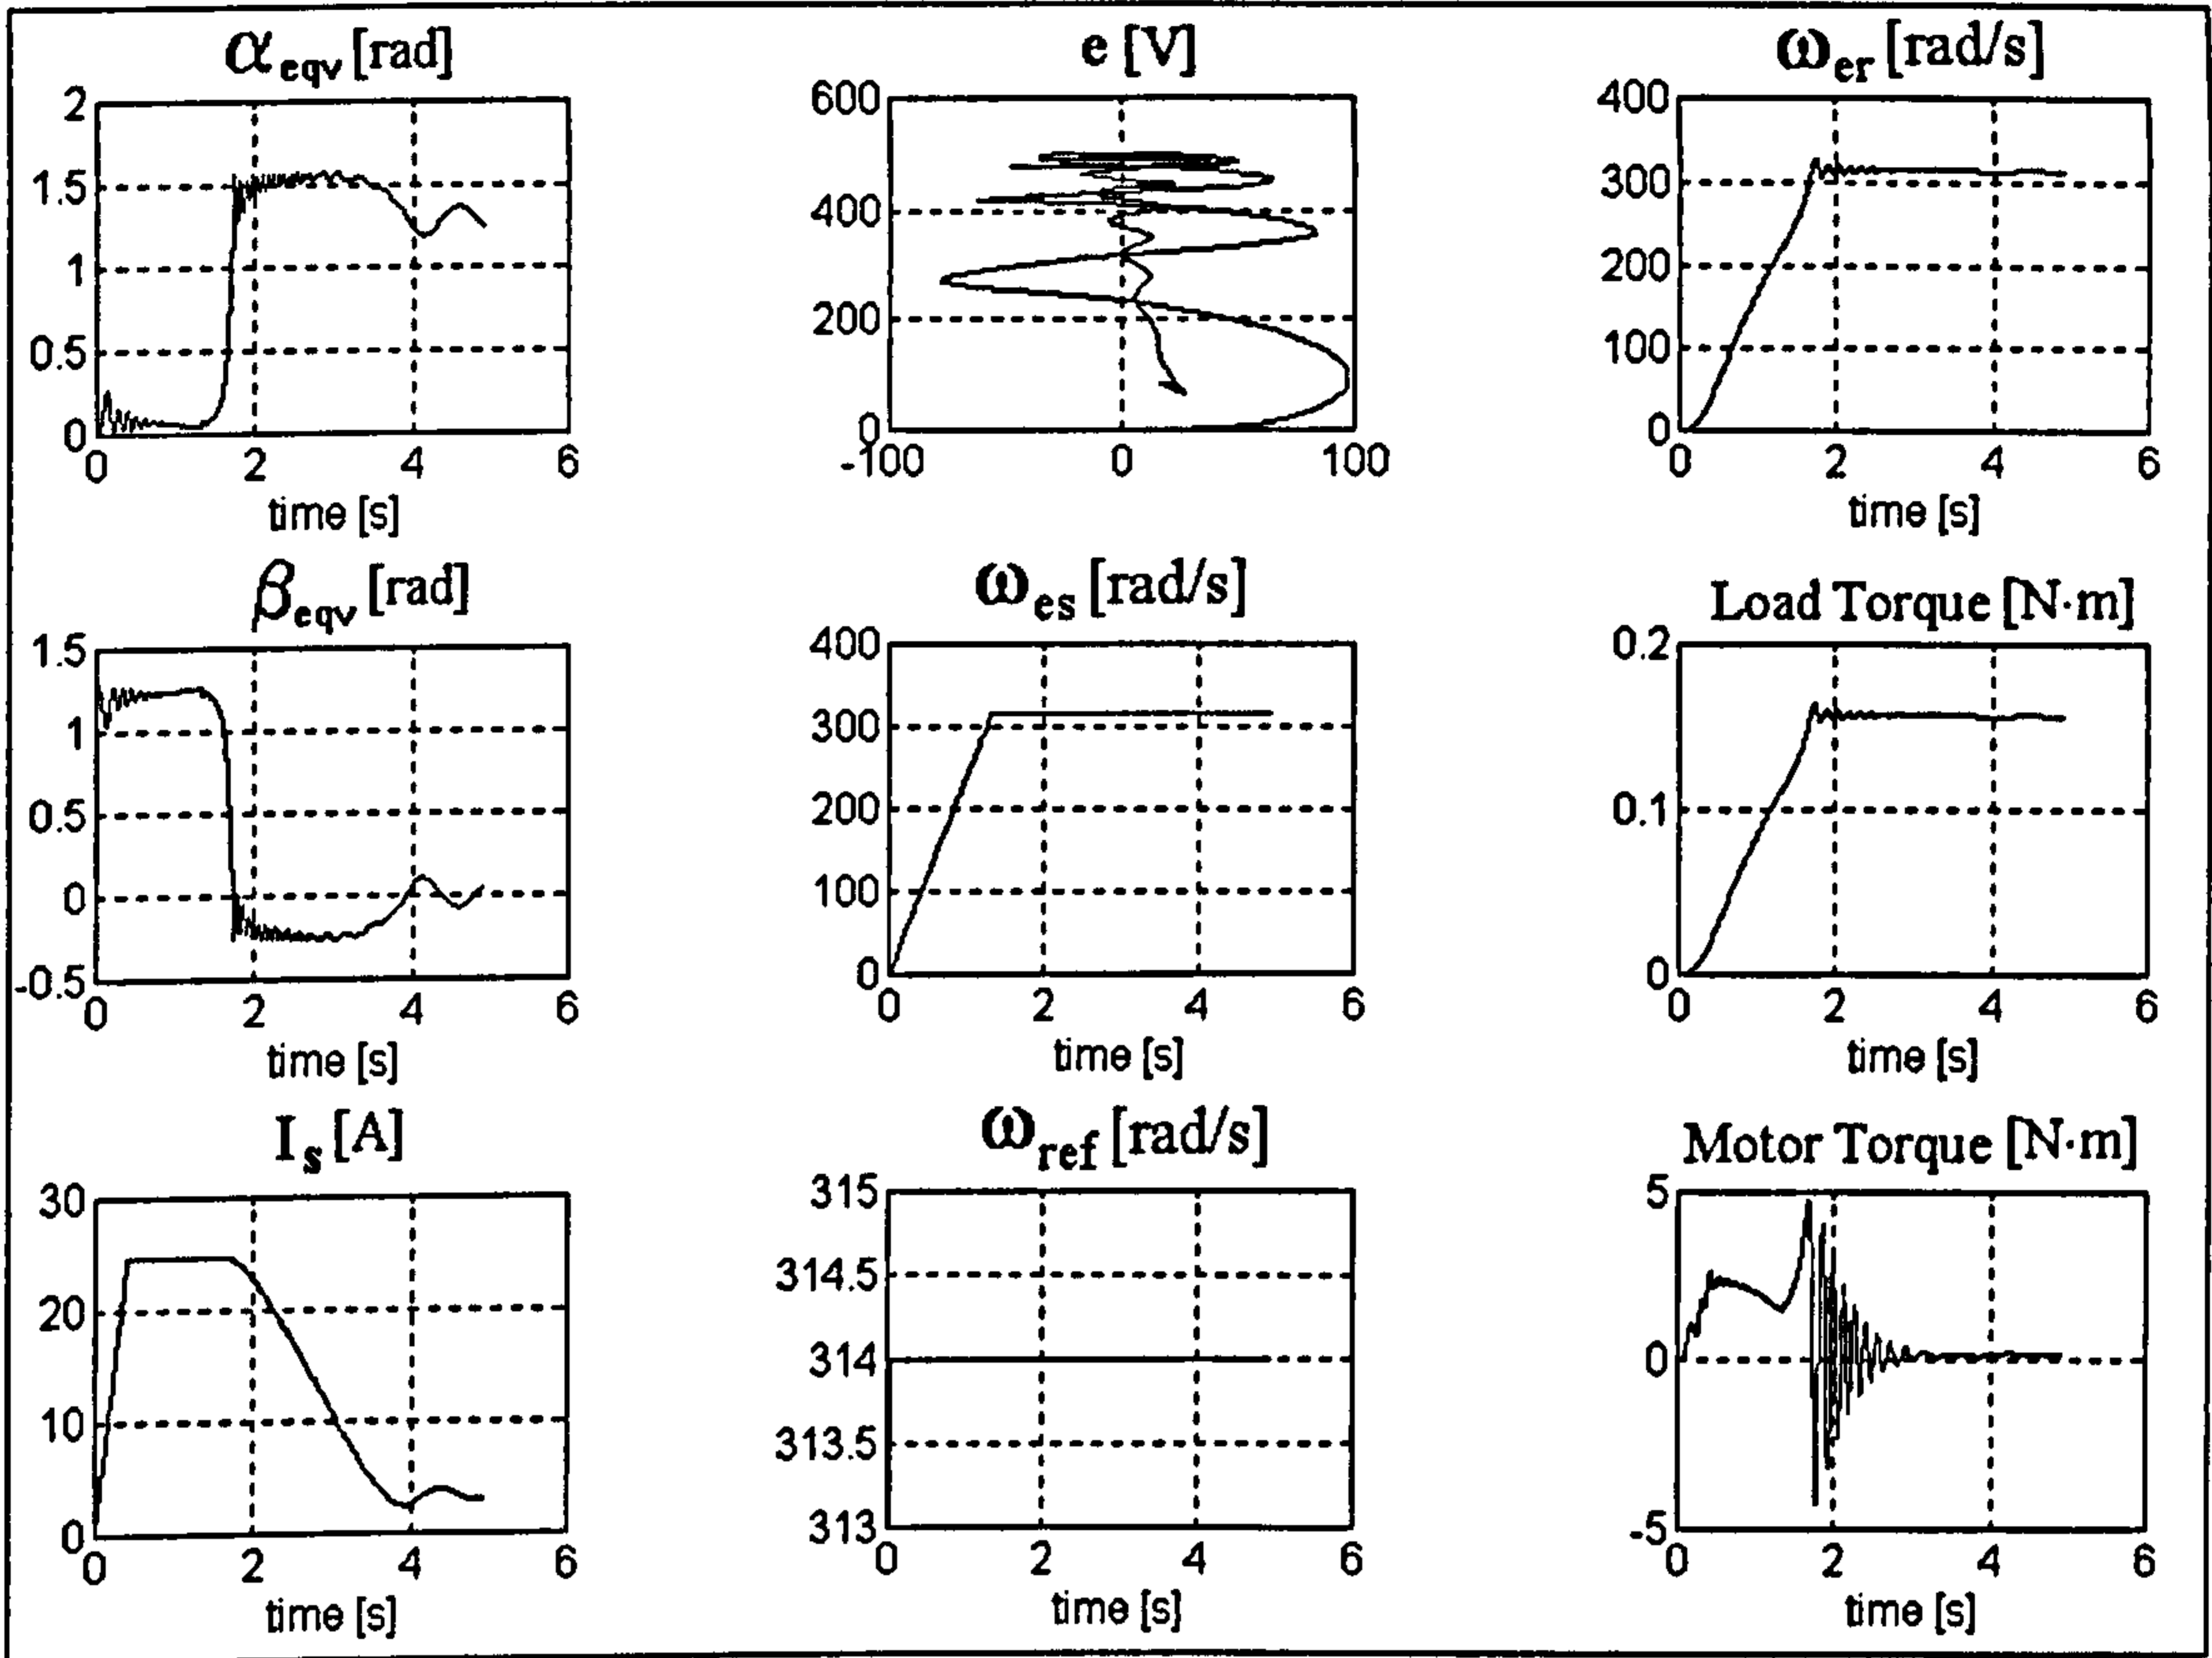 α_eqv [rad]
2
1.5
1
0.5
0
0 2 4 6
time [s]
e [V]
600
400
200
0
-100 0 100
ω_er [rad/s]
400
300
200
100
0
0 2 4 6
time [s]
β_eqv [rad]
1.5
1
0.5
0
-0.5
0 2 4 6
time [s]
ω_es [rad/s]
400
300
200
100
0
0 2 4 6
time [s]
Load Torque [N·m]
0.2
0.1
0
0 2 4 6
time [s]
I_s [A]
30
20
10
0
0 2 4 6
time [s]
ω_ref [rad/s]
315
314.5
314
313.5
313
0 2 4 6
time [s]
Motor Torque [N·m]
5
0
-5
0 2 4 6
time [s]